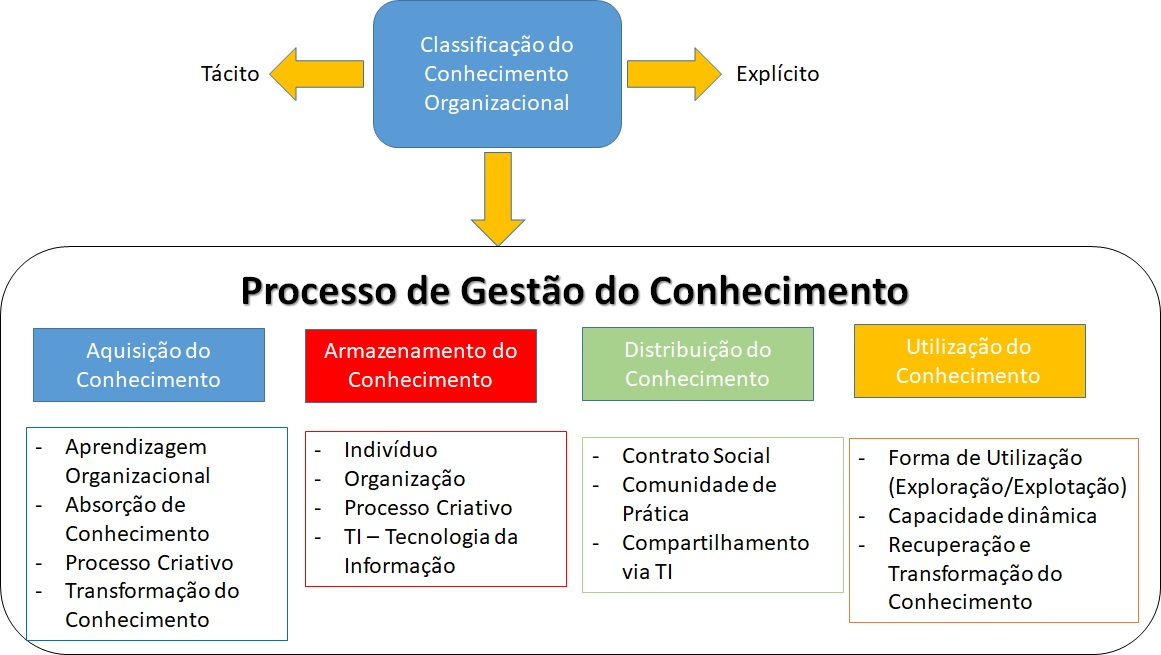 Classificação do
Conhecimento
Organizacional
Tácito
Explícito
Processo de Gestão do Conhecimento
Aquisição do
Conhecimento
- Aprendizagem
Organizacional
- Absorção de
Conhecimento
- Processo Criativo
- Transformação do
Conhecimento
Armazenamento do
Conhecimento
- Indivíduo
- Organização
- Processo Criativo
- TI – Tecnologia da
Informação
Distribuição do
Conhecimento
- Contrato Social
- Comunidade de
Prática
- Compartilhamento
via TI
Utilização do
Conhecimento
- Forma de Utilização
(Exploração/Explotação)
- Capacidade dinâmica
- Recuperação e
Transformação do
Conhecimento